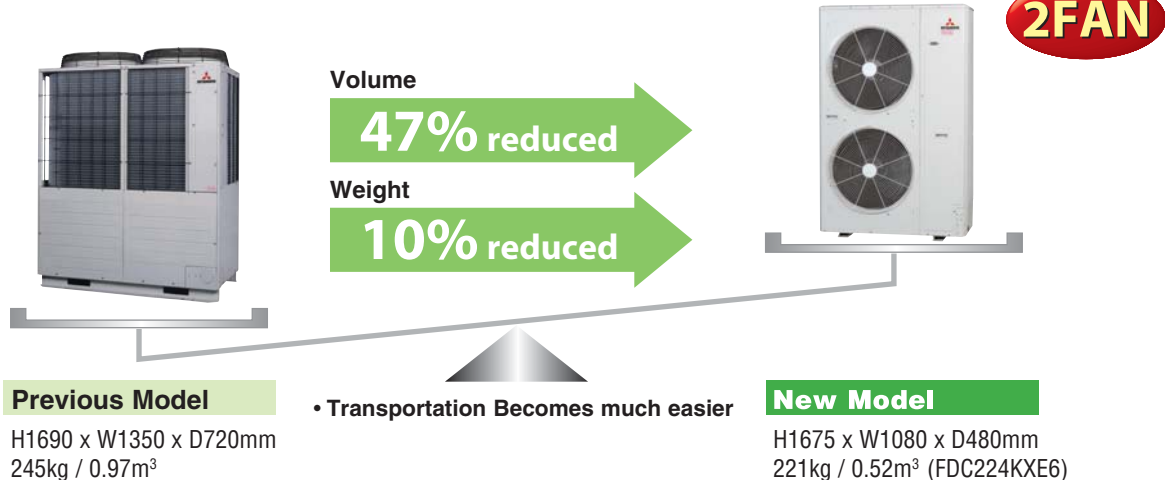 2FAN
Volume
47% reduced
Weight
10% reduced
Previous Model
H1690 x W1350 x D720mm
245kg / 0.97m³
• Transportation Becomes much easier
New Model
H1675 x W1080 x D480mm
221kg / 0.52m³ (FDC224KXE6)